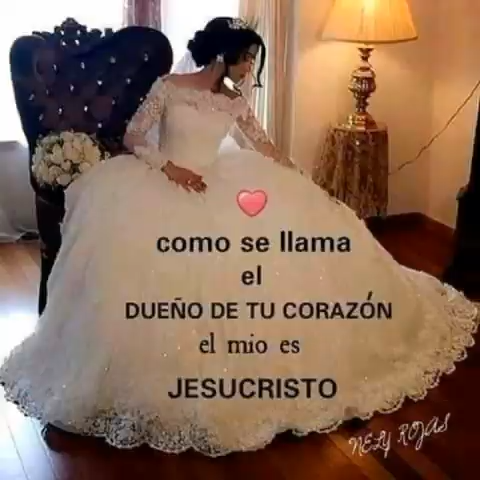 como se llama
el
DUEÑO DE TU CORAZÓN
el mio es
JESUCRISTO
NELY ROJAS